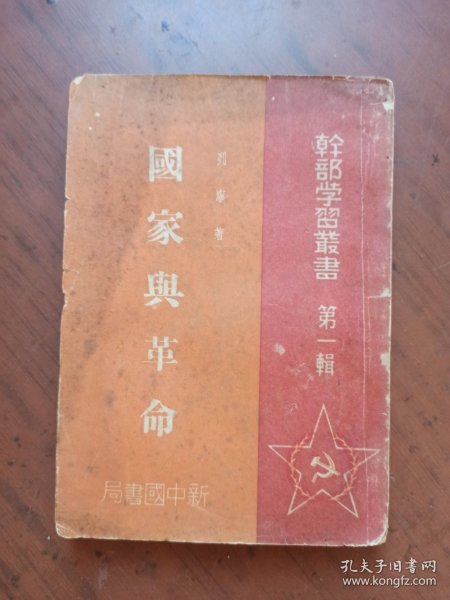 幹部学習叢書 第一輯
列寧著
國家與革命
新中國書局
孔夫子旧书网
www.kongfz.com